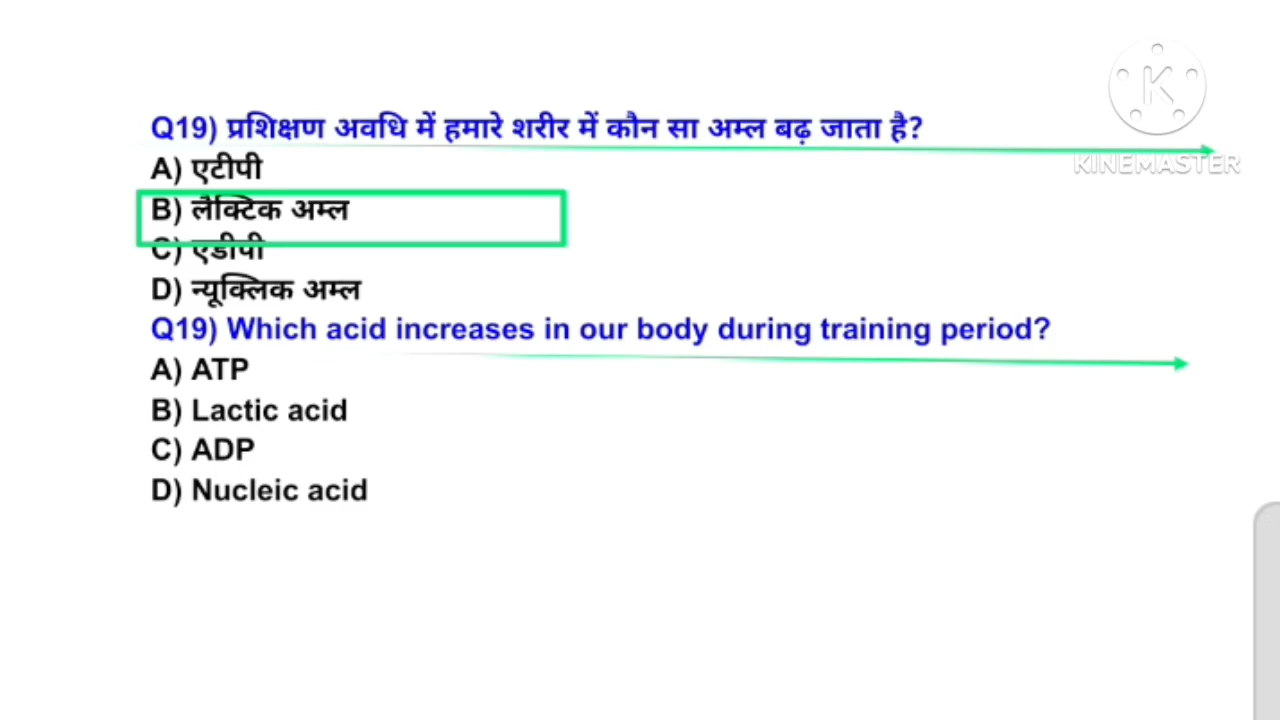 Q19) प्रशिक्षण अवधि में हमारे शरीर में कौन सा अम्ल बढ़ जाता है?
KINEMASTER
A) एटीपी
B) लैक्टिक अम्ल
C) एडीपी
D) न्यूक्लिक अम्ल
Q19) Which acid increases in our body during training period?
A) ATP
B) Lactic acid
C) ADP
D) Nucleic acid